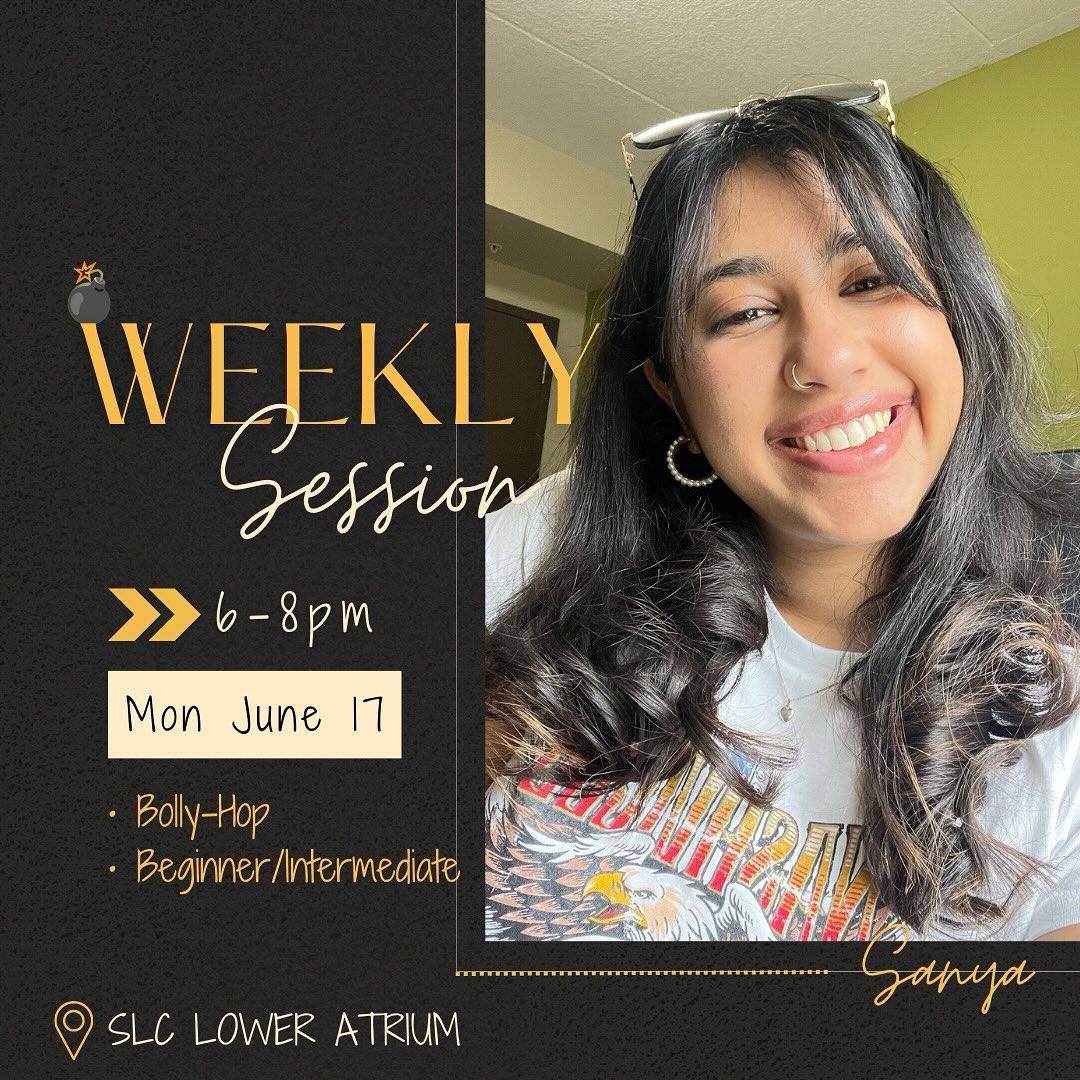 WEEKLY
Session
6-8pm
Mon June 17
• Bolly-Hop
• Beginner/Intermediate
Sanya
SLC LOWER ATRIUM